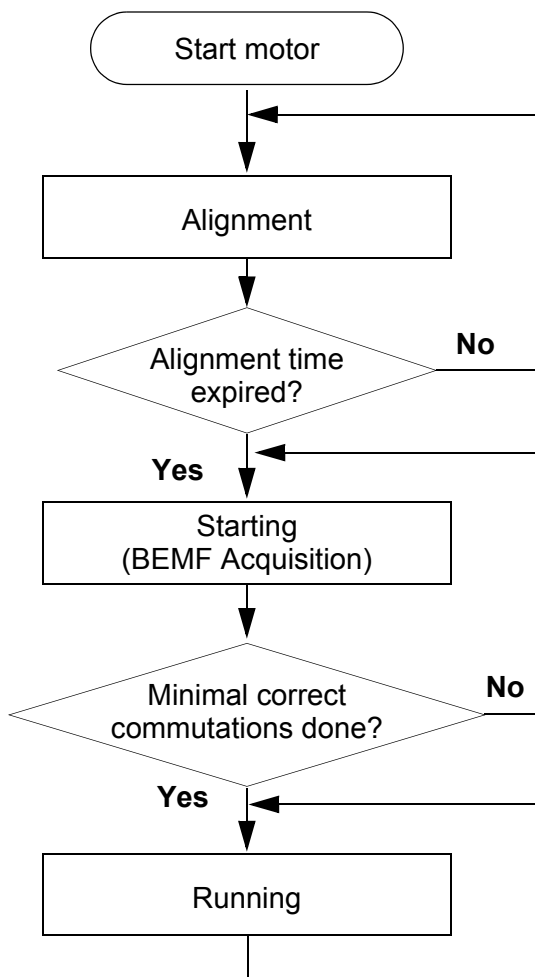 Start motor
Alignment
Alignment time
expired?
No
Yes
Starting
(BEMF Acquisition)
Minimal correct
commutations done?
No
Yes
Running